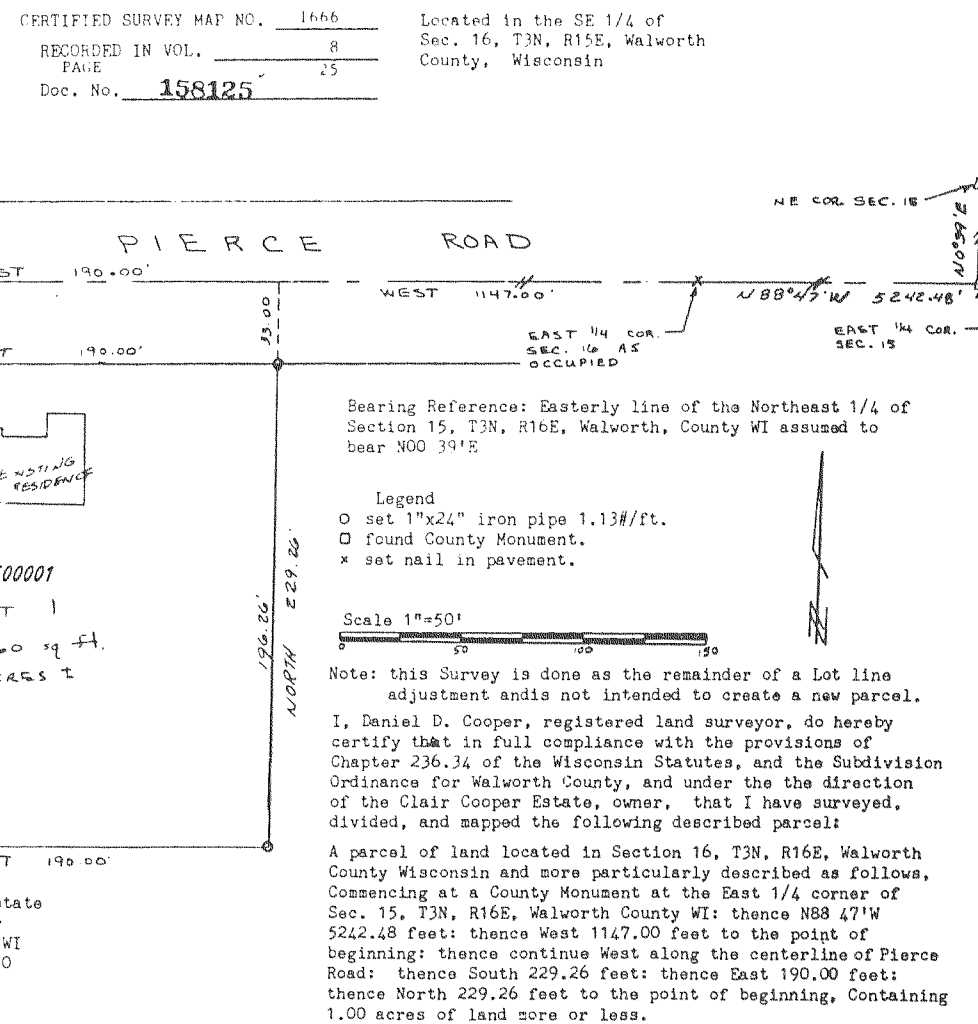 CERTIFIED SURVEY MAP NO. 1666
RECORDED IN VOL. 8
PAGE 25
Doc. No. 158125
Located in the SE 1/4 of
Sec. 16, T3N, R15E, Walworth
County, Wisconsin
NE COR. SEC. 15
PIERCE ROAD
ST 190.00'
WEST 1147.00'
N88°47'W 5242.48'
33.00
EAST 1/4 COR.
SEC. 16 AS
OCCUPIED
EAST 1/4 COR.
SEC. 15
T 190.00'
Bearing Reference: Easterly line of the Northeast 1/4 of
Section 15, T3N, R16E, Walworth, County WI assumed to
bear N00 39'E
RESIDENCE
Legend
o set 1"x24" iron pipe 1.13#/ft.
□ found County Monument.
x set nail in pavement.
00001
T 1
0 sq ft.
CRES ±
196.26'
NORTH 229.26'
N
Scale 1"=50'
0 50 100 150
Note: this Survey is done as the remainder of a Lot line
adjustment andis not intended to create a new parcel.
I, Daniel D. Cooper, registered land surveyor, do hereby
certify that in full compliance with the provisions of
Chapter 236.34 of the Wisconsin Statutes, and the Subdivision
Ordinance for Walworth County, and under the the direction
of the Clair Cooper Estate, owner, that I have surveyed,
divided, and mapped the following described parcel:
T 190.00'
tate
WI
0
A parcel of land located in Section 16, T3N, R16E, Walworth
County Wisconsin and more particularly described as follows,
Commencing at a County Monument at the East 1/4 corner of
Sec. 15, T3N, R16E, Walworth County WI: thence N88 47'W
5242.48 feet: thence West 1147.00 feet to the point of
beginning: thence continue West along the centerline of Pierce
Road: thence South 229.26 feet: thence East 190.00 feet:
thence North 229.26 feet to the point of beginning, Containing
1.00 acres of land more or less.